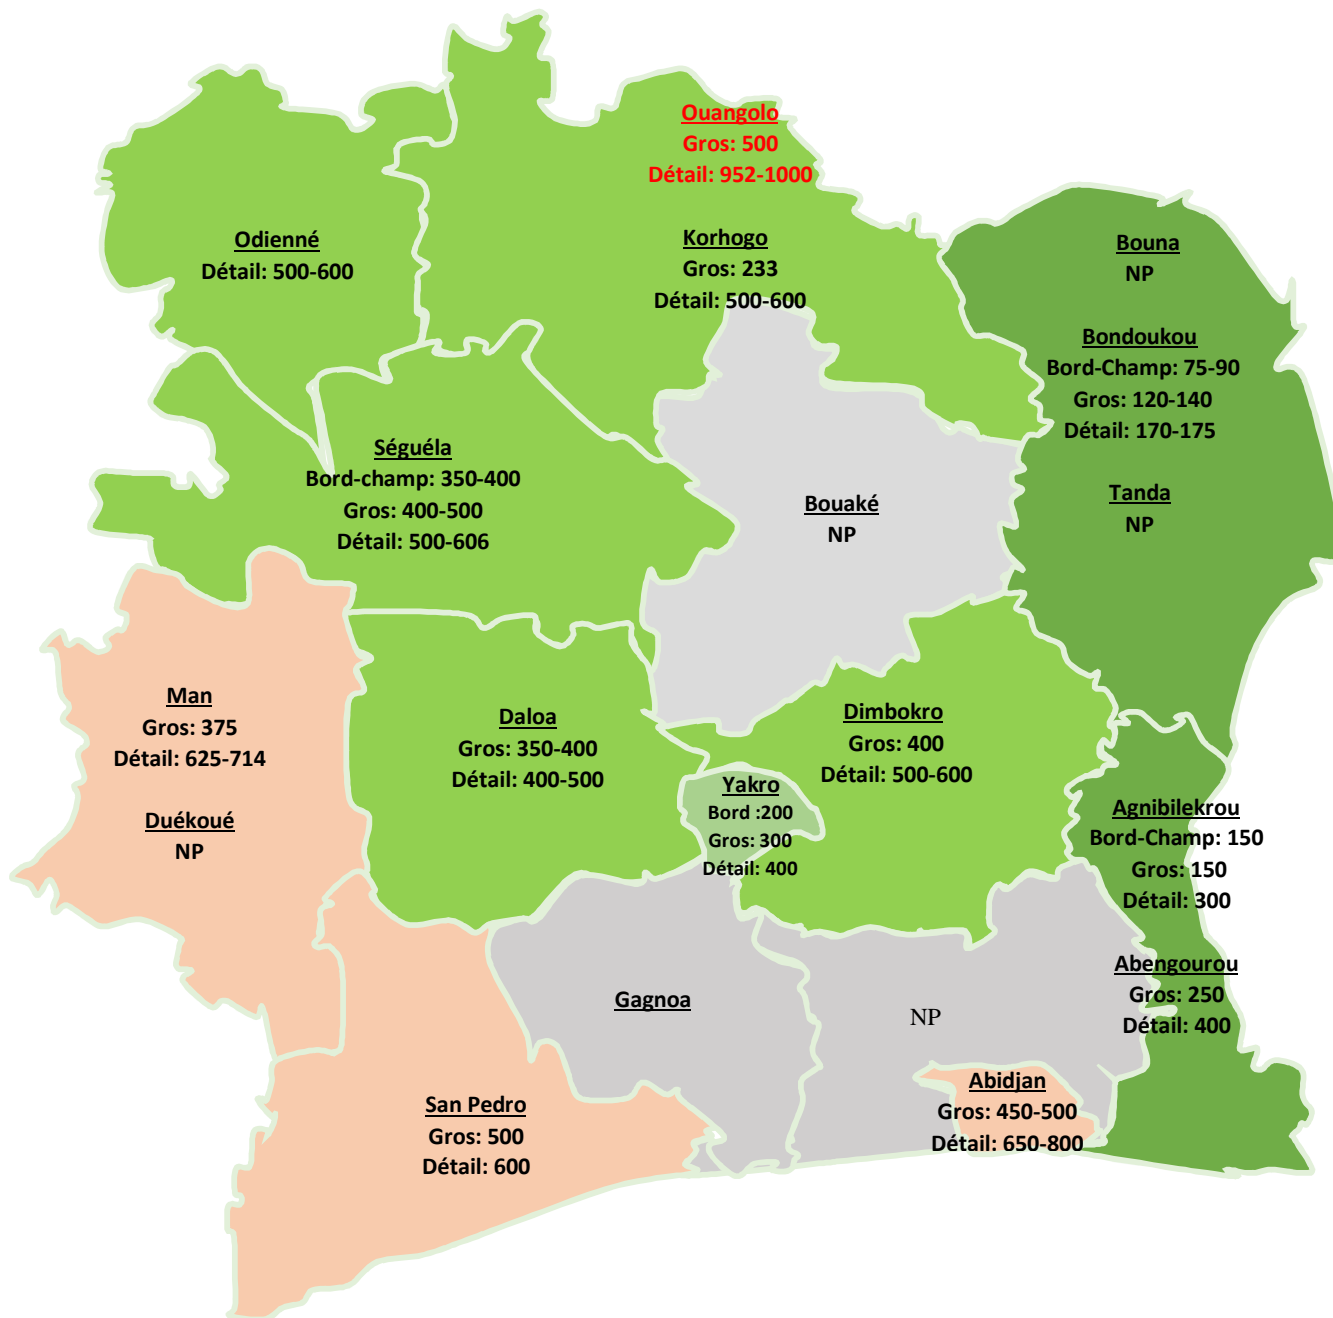 Ouangolo
Gros: 500
Détail: 952-1000
Odienné
Détail: 500-600
Korhogo
Gros: 233
Détail: 500-600
Bouna
NP
Bondoukou
Bord-Champ: 75-90
Gros: 120-140
Détail: 170-175
Tanda
NP
Séguéla
Bord-champ: 350-400
Gros: 400-500
Détail: 500-606
Bouaké
NP
Man
Gros: 375
Détail: 625-714
Duékoué
NP
Daloa
Gros: 350-400
Détail: 400-500
Dimbokro
Gros: 400
Détail: 500-600
Yakro
Bord :200
Gros: 300
Détail: 400
Agnibilekrou
Bord-Champ: 150
Gros: 150
Détail: 300
Abengourou
Gros: 250
Détail: 400
Gagnoa
NP
San Pedro
Gros: 500
Détail: 600
Abidjan
Gros: 450-500
Détail: 650-800